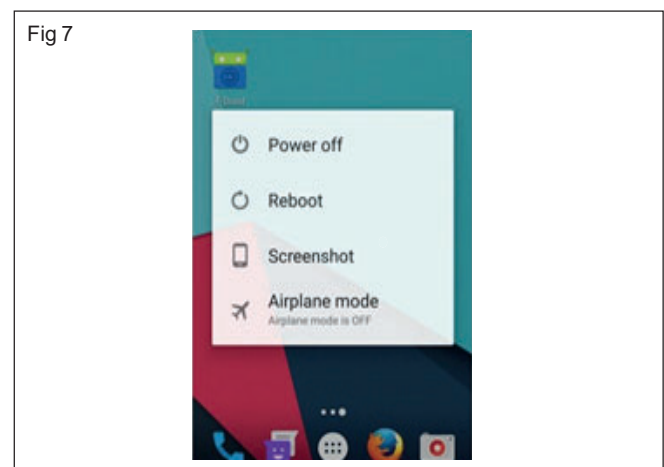 Fig 7
Power off
Reboot
Screenshot
Airplane mode
Airplane mode is OFF